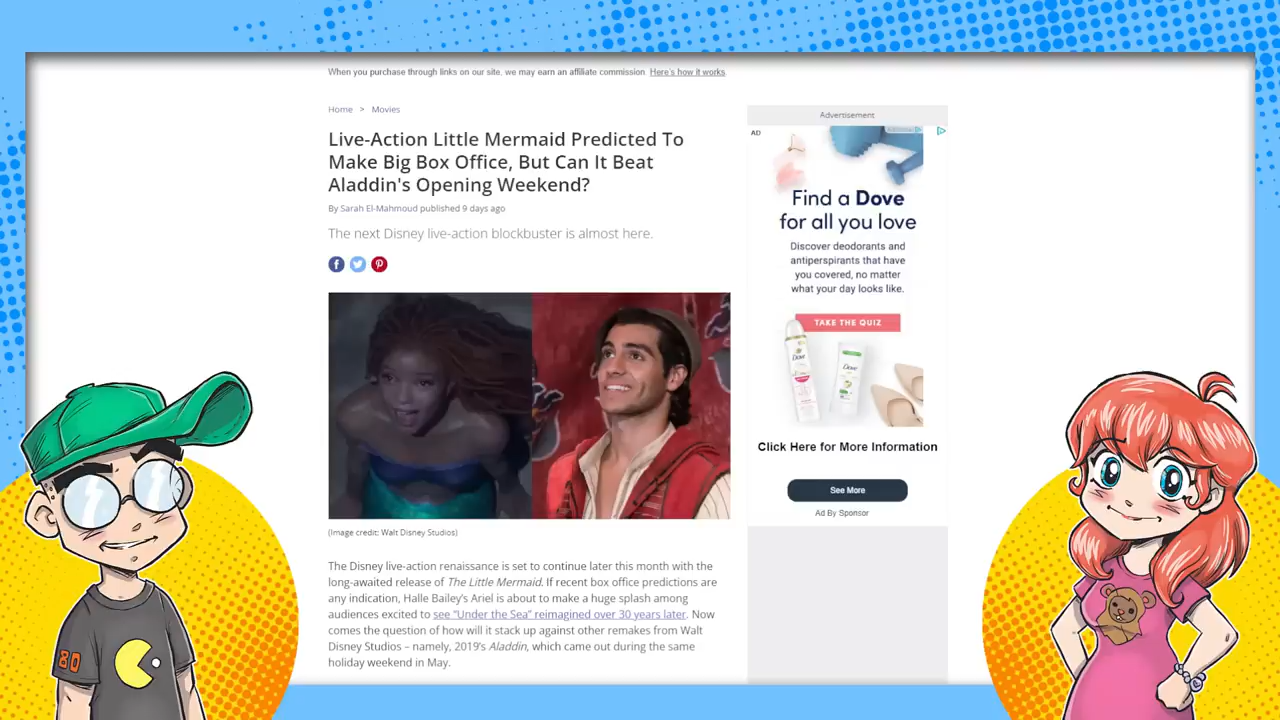 When you purchase through links on our site, we may earn an affiliate commission Here's how it works.
Home > Movies
Live-Action Little Mermaid Predicted To
Make Big Box Office, But Can It Beat
Aladdin's Opening Weekend?
By Sarah El-Mahmoud published 9 days ago
The next Disney live-action blockbuster is almost here.
(Image credit: Walt Disney Studios)
The Disney live-action renaissance is set to continue later this month with the
long-awaited release of The Little Mermaid. If recent box office predictions are
any indication, Halle Bailey's Ariel is about to make a huge splash among
audiences excited to see "Under the Sea" reimagined over 30 years later. Now
comes the question of how will it stack up against other remakes from Walt
Disney Studios – namely, 2019's Aladdin, which came out during the same
holiday weekend in May.
Advertisement
AD
Find a Dove
for all you love
Discover deodorants and
antiperspirants that have
you covered, no matter
what your day looks like.
TAKE THE QUIZ
Dove
Click Here for More Information
See More
Ad By Sponsor
80